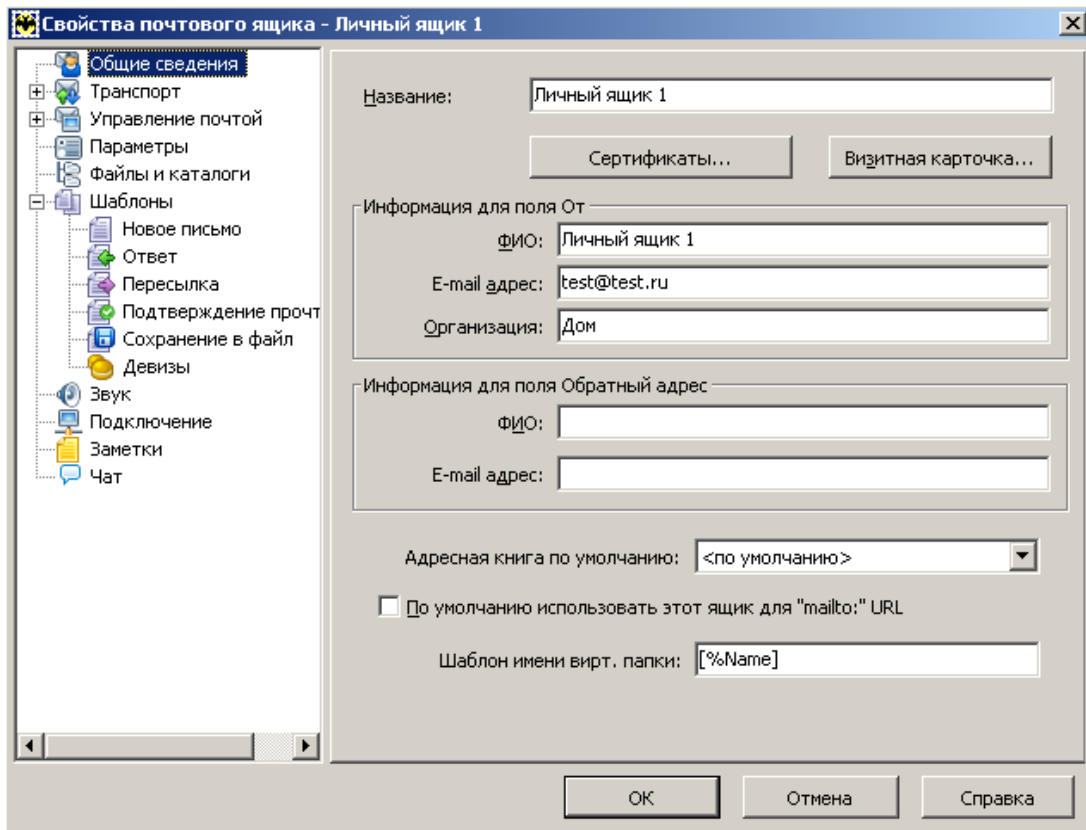 Свойства почтового ящика - Личный ящик 1
Общие сведения
Транспорт
Управление почтой
Параметры
Файлы и каталоги
Шаблоны
Новое письмо
Ответ
Пересылка
Подтверждение прочт
Сохранение в файл
Девизы
Звук
Подключение
Заметки
Чат
Название: Личный ящик 1
Сертификаты... Визитная карточка...
Информация для поля От
ФИО: Личный ящик 1
E-mail адрес: test@test.ru
Организация: Дом
Информация для поля Обратный адрес
ФИО:
E-mail адрес:
Адресная книга по умолчанию: <по умолчанию>
По умолчанию использовать этот ящик для "mailto:" URL
Шаблон имени вирт. папки: [%Name]
ОК Отмена Справка